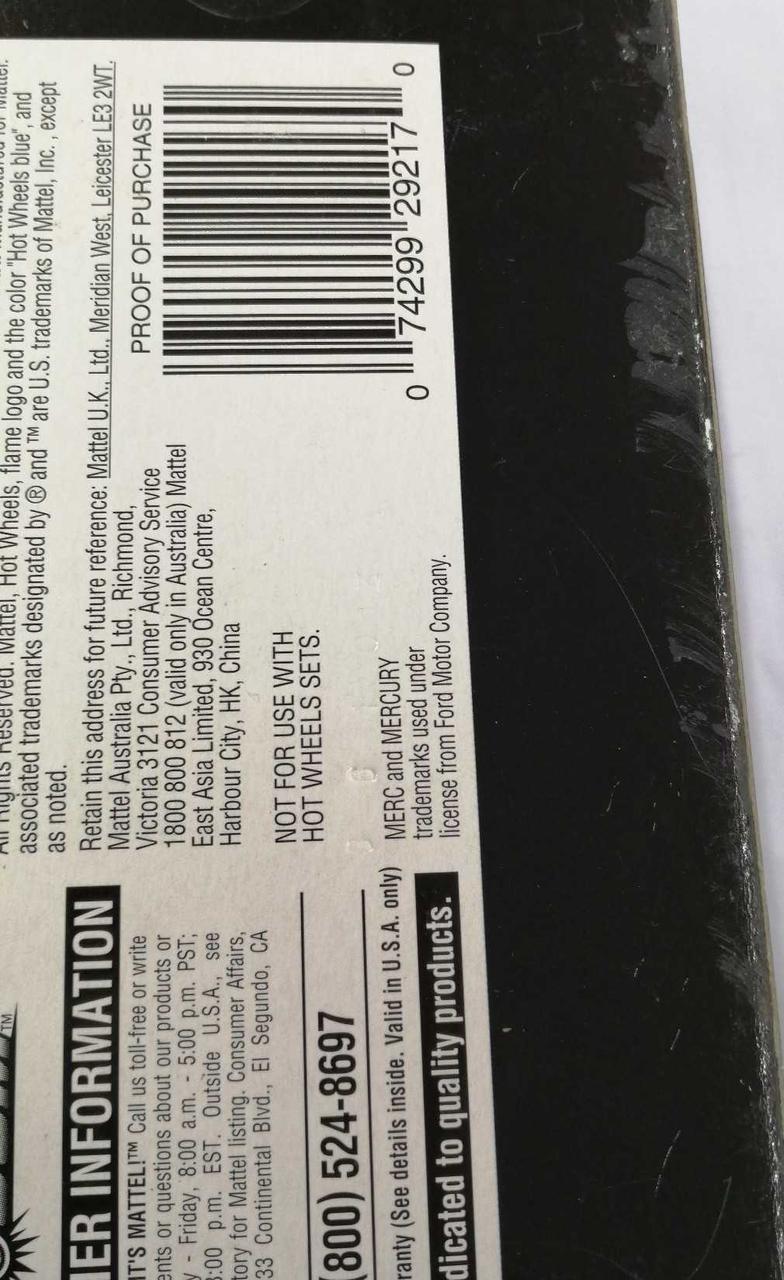 All Rights Reserved. Mattel, Hot Wheels, flame logo and the color "Hot Wheels blue", and
associated trademarks designated by ® and ™ are U.S. trademarks of Mattel, Inc., except
as noted.
Retain this address for future reference: Mattel U.K., Ltd., Meridian West, Leicester LE3 2WT.
Mattel Australia Pty., Ltd., Richmond,
Victoria 3121 Consumer Advisory Service
1800 800 812 (valid only in Australia) Mattel
East Asia Limited, 930 Ocean Centre,
Harbour City, HK, China
PROOF OF PURCHASE
0 74299 29217 0
NOT FOR USE WITH
HOT WHEELS SETS.
MERC and MERCURY
trademarks used under
license from Ford Motor Company.
TM
ER INFORMATION
IT'S MATTEL!™ Call us toll-free or write
ents or questions about our products or
y - Friday, 8:00 a.m. - 5:00 p.m. PST;
:00 p.m. EST. Outside U.S.A., see
tory for Mattel listing. Consumer Affairs,
33 Continental Blvd., El Segundo, CA
(800) 524-8697
ranty (See details inside. Valid in U.S.A. only)
dicated to quality products.